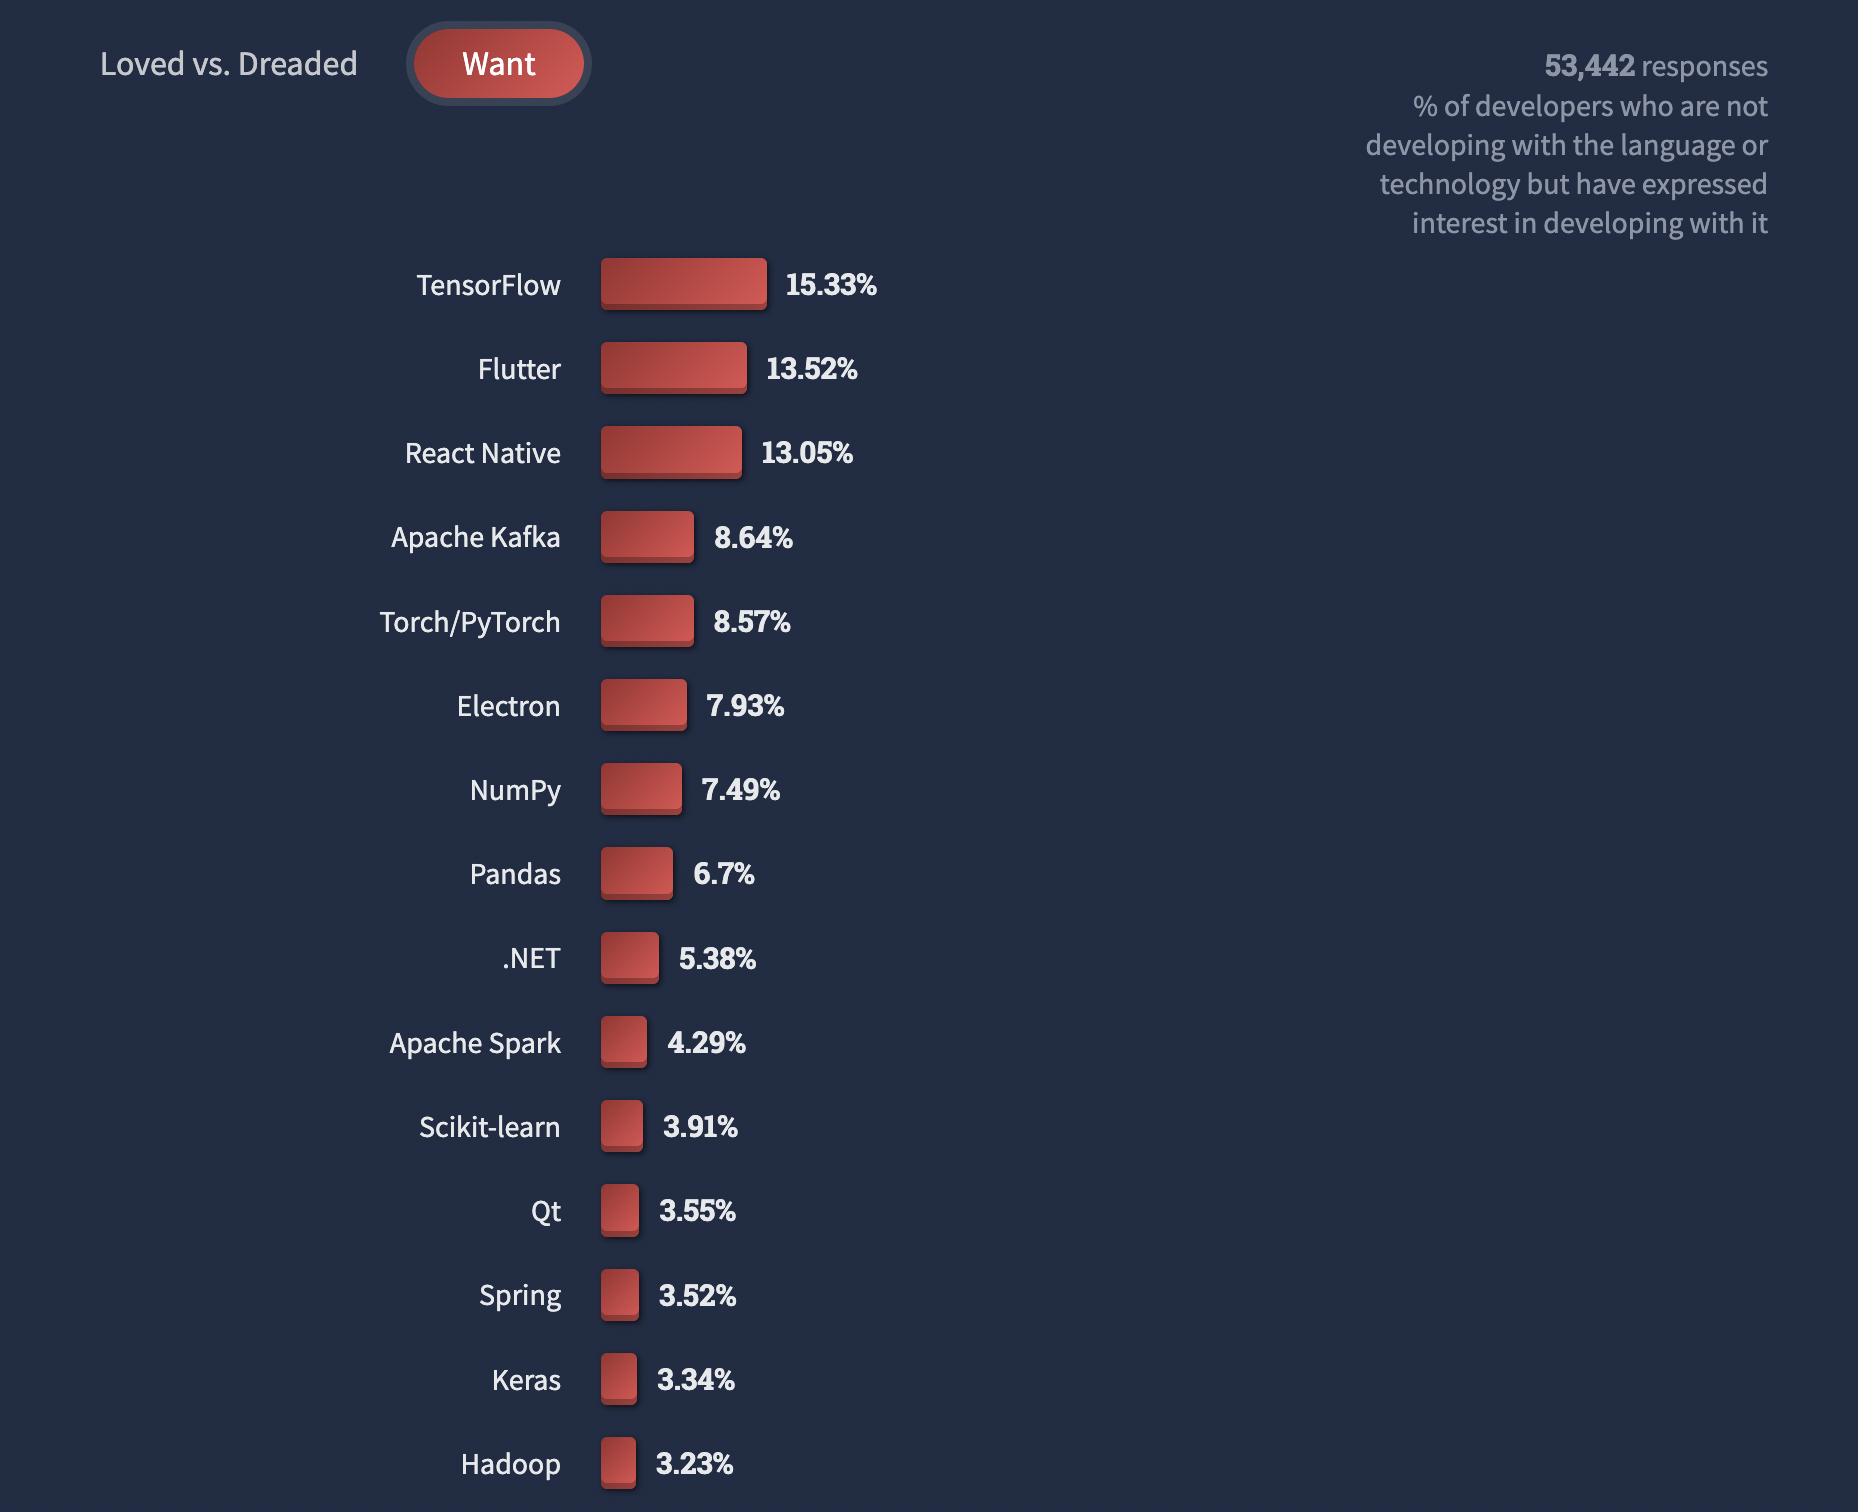 Loved vs. Dreaded
Want
53,442 responses
% of developers who are not
developing with the language or
technology but have expressed
interest in developing with it
TensorFlow 15.33%
Flutter 13.52%
React Native 13.05%
Apache Kafka 8.64%
Torch/PyTorch 8.57%
Electron 7.93%
NumPy 7.49%
Pandas 6.7%
.NET 5.38%
Apache Spark 4.29%
Scikit-learn 3.91%
Qt 3.55%
Spring 3.52%
Keras 3.34%
Hadoop 3.23%